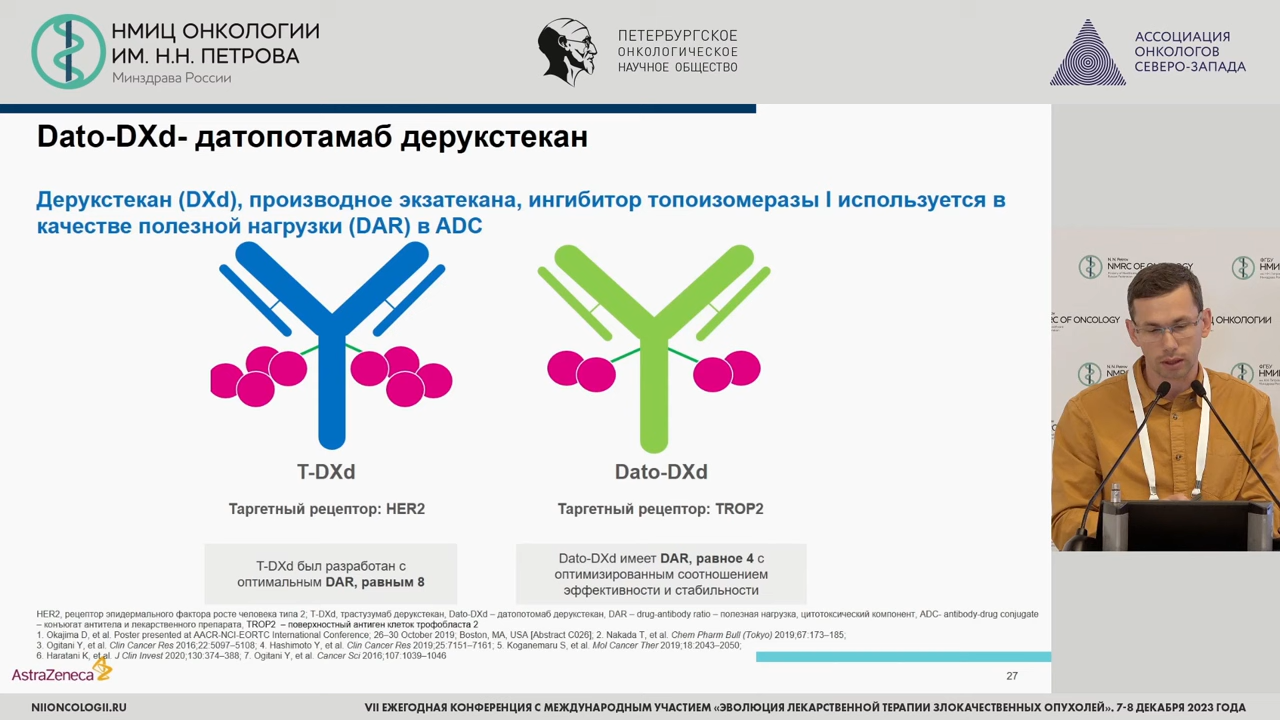 НМИЦ ОНКОЛОГИИ
ИМ. Н.Н. ПЕТРОВА
Минздрава России
ПЕТЕРБУРГСКОЕ
ОНКОЛОГИЧЕСКОЕ
НАУЧНОЕ ОБЩЕСТВО
АССОЦИАЦИЯ
ОНКОЛОГОВ
СЕВЕРО-ЗАПАДА
Dato-DXd- датопотамаб дерукстекан
Дерукстекан (DXd), производное экзатекана, ингибитор топоизомеразы I используется в
качестве полезной нагрузки (DAR) в ADC
T-DXd
Таргетный рецептор: HER2
T-DXd был разработан с
оптимальным DAR, равным 8
Dato-DXd
Таргетный рецептор: TROP2
Dato-DXd имеет DAR, равное 4 с
оптимизированным соотношением
эффективности и стабильности
HER2, рецептор эпидермального фактора росте человека типа 2; T-DXd, трастузумаб дерукстекан, Dato-DXd – датопотомаб дерукстекан, DAR – drug-antibody ratio – полезная нагрузка, цитотоксический компонент, ADC- antibody-drug conjugate
– конъюгат антитела и лекарственного препарата, TROP2 – поверхностный антиген клеток трофобласта 2
1. Okajima D, et al. Poster presented at AACR-NCI-EORTC International Conference; 26–30 October 2019; Boston, MA, USA [Abstract C026]; 2. Nakada T, et al. Chem Pharm Bull (Tokyo) 2019;67:173–185;
3. Ogitani Y, et al. Clin Cancer Res 2016;22:5097–5108; 4. Hashimoto Y, et al. Clin Cancer Res 2019;25:7151–7161; 5. Koganemaru S, et al. Mol Cancer Ther 2019;18:2043–2050;
6. Haratani K, et al. J Clin Invest 2020;130:374–388; 7. Ogitani Y, et al. Cancer Sci 2016;107:1039–1046
AstraZeneca
27
NMRC OF ONCOLOGY
RC OF ONCOLOGY
ОНКОЛОГИИ
NIIONCOLOGII.RU
VII ЕЖЕГОДНАЯ КОНФЕРЕНЦИЯ С МЕЖДУНАРОДНЫМ УЧАСТИЕМ «ЭВОЛЮЦИЯ ЛЕКАРСТВЕННОЙ ТЕРАПИИ ЗЛОКАЧЕСТВЕННЫХ ОПУХОЛЕЙ». 7-8 ДЕКАБРЯ 2023 ГОДА